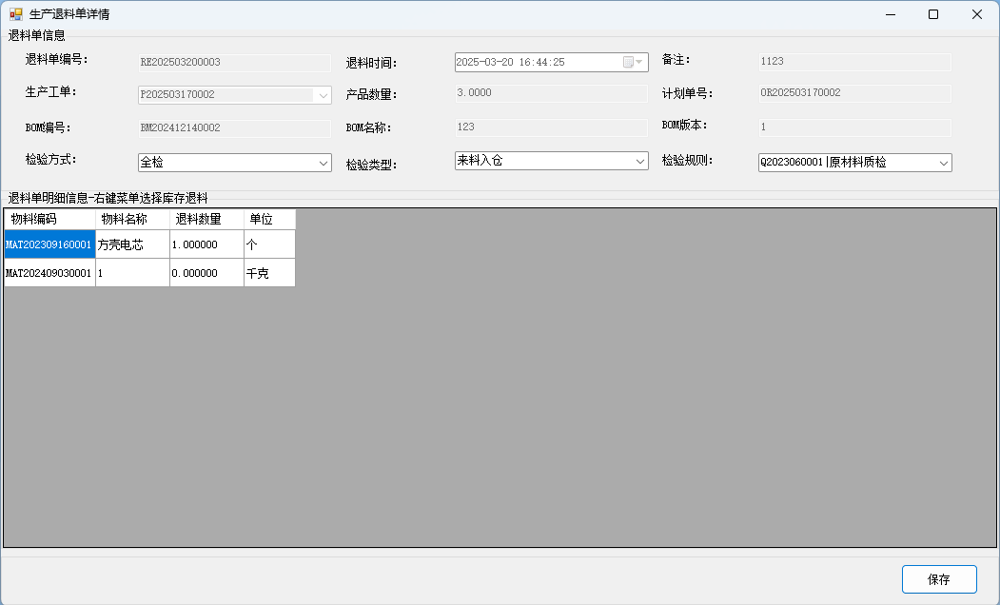 生产退料单详情
退料单信息
退料单编号: RE202503200003 退料时间: 2025-03-20 16:44:25 备注: 1123
生产工单: P202503170002 产品数量: 3.0000 计划单号: OR202503170002
BOM编号: BM202412140002 BOM名称: 123 BOM版本: 1
检验方式: 全检 检验类型: 来料入仓 检验规则: Q2023060001|原材料质检
退料单明细信息-右键菜单选择库存退料
物料编码 物料名称 退料数量 单位
MAT202309160001 方壳电芯 1.000000 个
MAT202409030001 1 0.000000 千克
保存